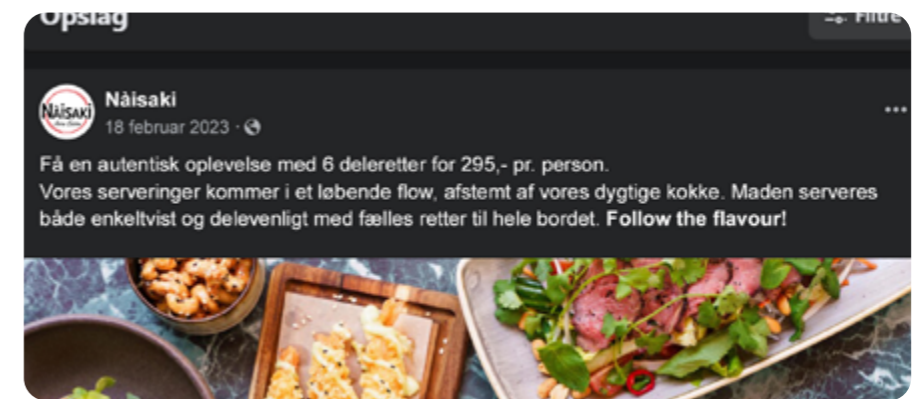 Opslag
Filtre
Nàisaki
18 februar 2023 ·
NÀISAKI
Få en autentisk oplevelse med 6 deleretter for 295,- pr. person.
Vores serveringer kommer i et løbende flow, afstemt af vores dygtige kokke. Maden serveres
både enkeltvist og delevenligt med fælles retter til hele bordet. Follow the flavour!